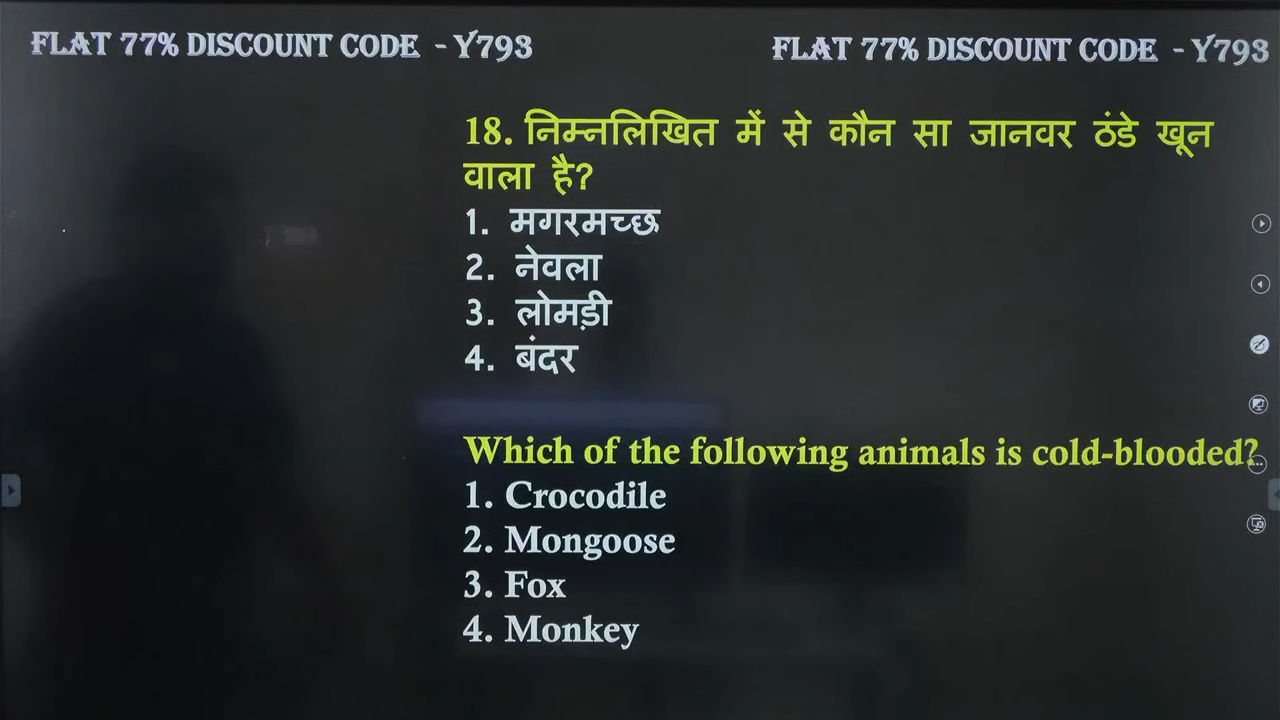 FLAT 77% DISCOUNT CODE - Y793
FLAT 77% DISCOUNT CODE - Y793
18. निम्नलिखित में से कौन सा जानवर ठंडे खून
वाला है?
1. मगरमच्छ
2. नेवला
3. लोमड़ी
4. बंदर
Which of the following animals is cold-blooded?
1. Crocodile
2. Mongoose
3. Fox
4. Monkey